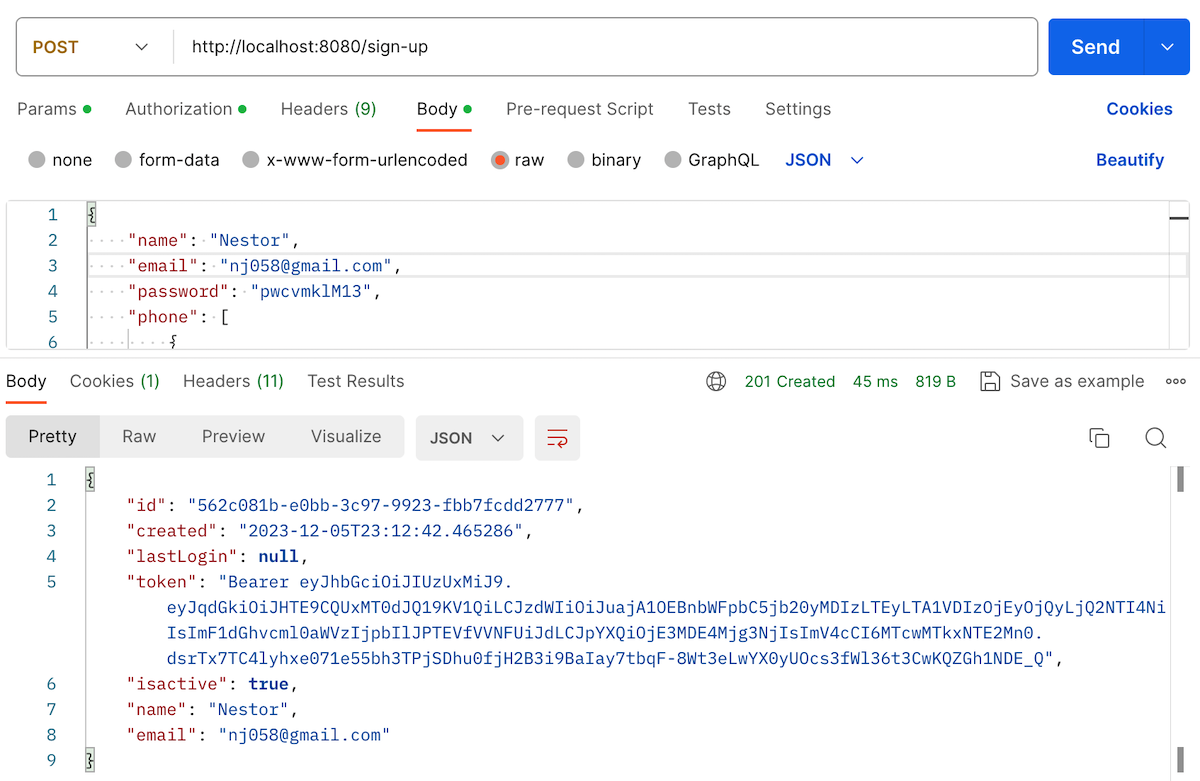 POST http://localhost:8080/sign-up Send
Params Authorization Headers (9) Body Pre-request Script Tests Settings Cookies
none form-data x-www-form-urlencoded raw binary GraphQL JSON Beautify
1 {
2 "name": "Nestor",
3 "email": "nj058@gmail.com",
4 "password": "pwcvmklM13",
5 "phone": [
6 {
Body Cookies (1) Headers (11) Test Results 201 Created 45 ms 819 B Save as example
Pretty Raw Preview Visualize JSON
1 {
2 "id": "562c081b-e0bb-3c97-9923-fbb7fcdd2777",
3 "created": "2023-12-05T23:12:42.465286",
4 "lastLogin": null,
5 "token": "Bearer eyJhbGciOiJIUzUxMiJ9.
eyJqdGkiOiJHTE9CQUxMT0dJQ19KV1QiLCJzdWIiOiJuajA1OEBnbWFpbC5jb20yMDIzLTEyLTA1VDIzOjEyOjQyLjQ2NTI4Ni
IsImF1dGhvcml0aWVzIjpbIlJPTEVfVVNFUiJdLCJpYXQiOjE3MDE4Mjg3NjIsImV4cCI6MTcwMTkxNTE2Mn0.
dsrTx7TC4lyhxe071e55bh3TPjSDhu0fjH2B3i9BaIay7tbqF-8Wt3eLwYX0yUOcs3fWl36t3CwKQZGh1NDE_Q",
6 "isactive": true,
7 "name": "Nestor",
8 "email": "nj058@gmail.com"
9 }